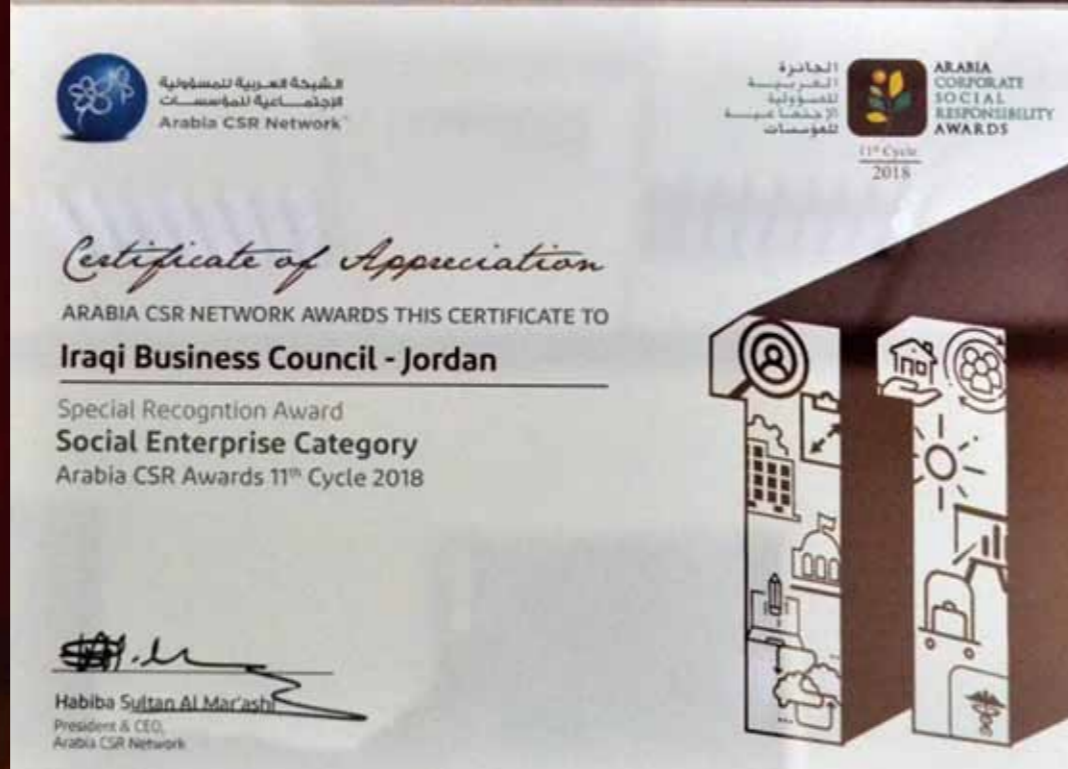 الشبكة العربية للمسؤولية
الإجتماعية للمؤسسات
Arabia CSR Network
الجائزة
العربية
للمسؤولية
الإجتماعية
للمؤسسات
ARABIA
CORPORATE
SOCIAL
RESPONSIBILITY
AWARDS
11th Cycle
2018
Certificate of Appreciation
ARABIA CSR NETWORK AWARDS THIS CERTIFICATE TO
Iraqi Business Council - Jordan
Special Recogntion Award
Social Enterprise Category
Arabia CSR Awards 11th Cycle 2018
Habiba Sultan Al Mar'ashi
President & CEO,
Arabia CSR Network